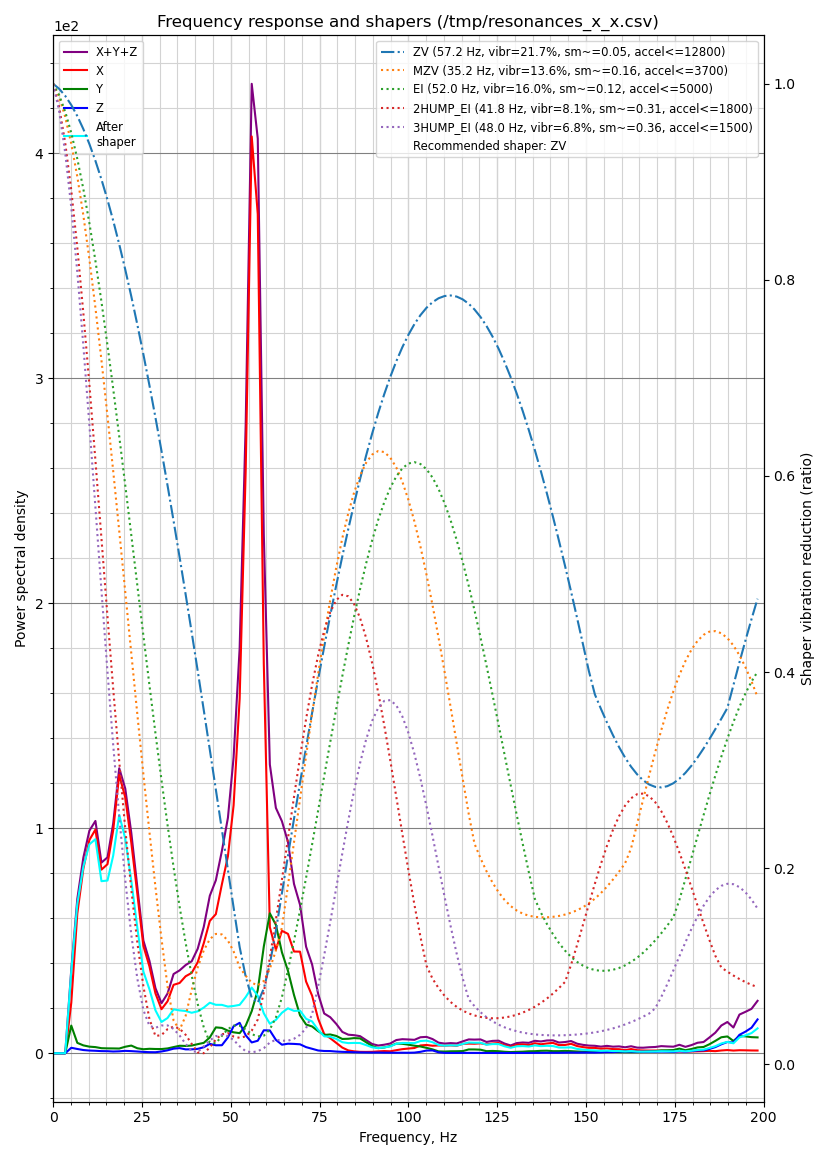 Frequency response and shapers (/tmp/resonances_x_x.csv)
1e2
X+Y+Z
X
Y
Z
After
shaper
ZV (57.2 Hz, vibr=21.7%, sm~=0.05, accel<=12800)
MZV (35.2 Hz, vibr=13.6%, sm~=0.16, accel<=3700)
EI (52.0 Hz, vibr=16.0%, sm~=0.12, accel<=5000)
2HUMP_EI (41.8 Hz, vibr=8.1%, sm~=0.31, accel<=1800)
3HUMP_EI (48.0 Hz, vibr=6.8%, sm~=0.36, accel<=1500)
Recommended shaper: ZV
4
3
2
1
0
Power spectral density
1.0
0.8
0.6
0.4
0.2
0.0
Shaper vibration reduction (ratio)
0 25 50 75 100 125 150 175 200
Frequency, Hz